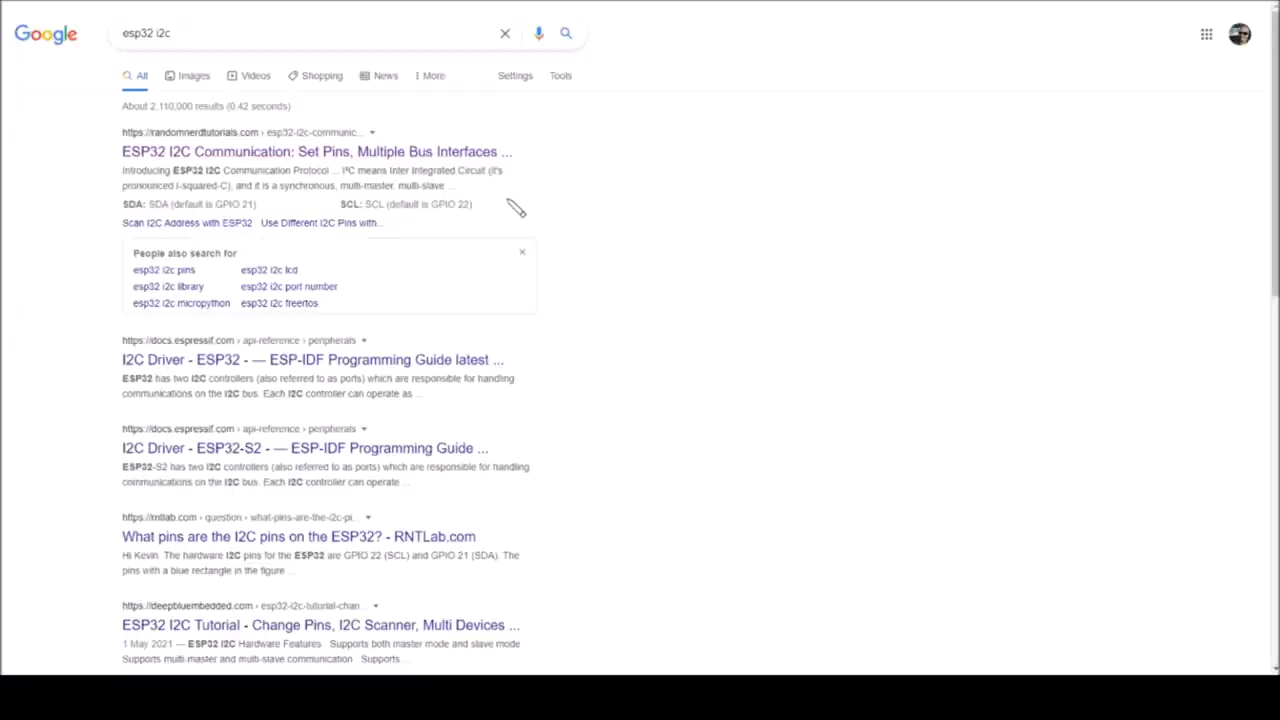 Google
esp32 i2c
All Images Videos Shopping News More Settings Tools
About 2,110,000 results (0.42 seconds)
https://randomnerdtutorials.com › esp32-i2c-communic...
ESP32 I2C Communication: Set Pins, Multiple Bus Interfaces ...
Introducing ESP32 I2C Communication Protocol ... I²C means Inter Integrated Circuit (it's
pronounced I-squared-C), and it is a synchronous, multi-master, multi-slave ...
SDA: SDA (default is GPIO 21) SCL: SCL (default is GPIO 22)
Scan I2C Address with ESP32 Use Different I2C Pins with...
People also search for
esp32 i2c pins esp32 i2c lcd
esp32 i2c library esp32 i2c port number
esp32 i2c micropython esp32 i2c freertos
https://docs.espressif.com › api-reference › peripherals
I2C Driver - ESP32 - — ESP-IDF Programming Guide latest ...
ESP32 has two I2C controllers (also referred to as ports) which are responsible for handling
communications on the I2C bus. Each I2C controller can operate as ...
https://docs.espressif.com › api-reference › peripherals
I2C Driver - ESP32-S2 - — ESP-IDF Programming Guide ...
ESP32-S2 has two I2C controllers (also referred to as ports) which are responsible for handling
communications on the I2C bus. Each I2C controller can operate ...
https://rntlab.com › question › what-pins-are-the-i2c-pi...
What pins are the I2C pins on the ESP32? - RNTLab.com
Hi Kevin. The hardware I2C pins for the ESP32 are GPIO 22 (SCL) and GPIO 21 (SDA). The
pins with a blue rectangle in the figure ...
https://deepbluembedded.com › esp32-i2c-tutorial-chan...
ESP32 I2C Tutorial - Change Pins, I2C Scanner, Multi Devices ...
1 May 2021 — ESP32 I2C Hardware Features Supports both master mode and slave mode
Supports multi-master and multi-slave communication Supports ...